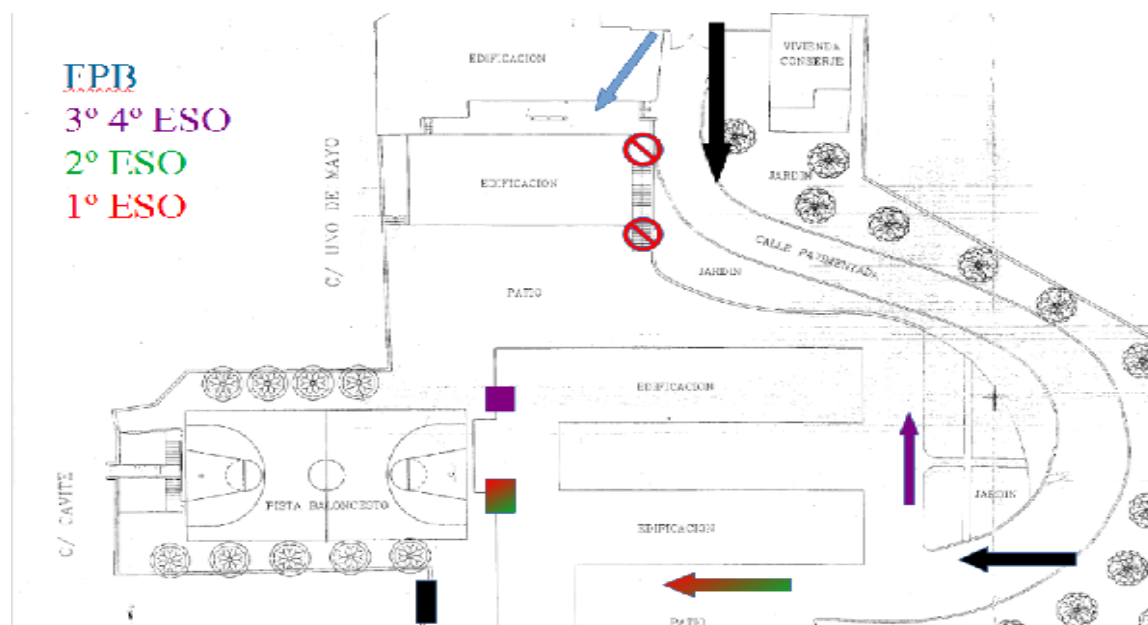 FPB
3º 4º ESO
2º ESO
1º ESO
EDIFICACION
VIVIENDA
CONSERJE
C/ UNO DE MAYO
EDIFICACION
JARDIN
CALLE PAVIMENTADA
JARDIN
PATIO
EDIFICACION
C/ CAVITE
PISTA BALONCESTO
JARDIN
EDIFICACION
PATIO